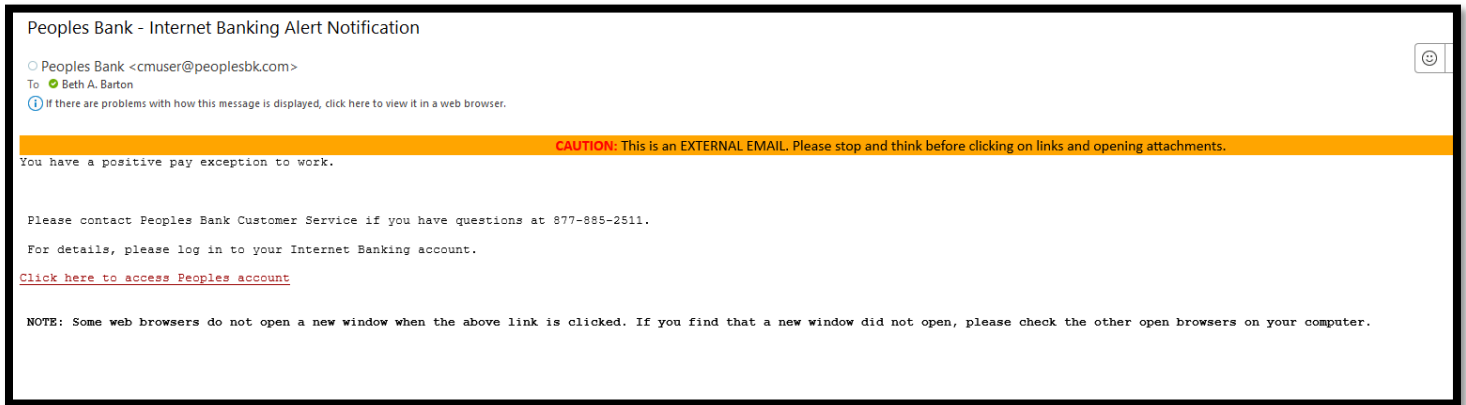 Peoples Bank - Internet Banking Alert Notification
Peoples Bank <cmuser@peoplesbk.com>
To Beth A. Barton
If there are problems with how this message is displayed, click here to view it in a web browser.
CAUTION: This is an EXTERNAL EMAIL. Please stop and think before clicking on links and opening attachments.
You have a positive pay exception to work.
Please contact Peoples Bank Customer Service if you have questions at 877-885-2511.
For details, please log in to your Internet Banking account.
Click here to access Peoples account
NOTE: Some web browsers do not open a new window when the above link is clicked. If you find that a new window did not open, please check the other open browsers on your computer.